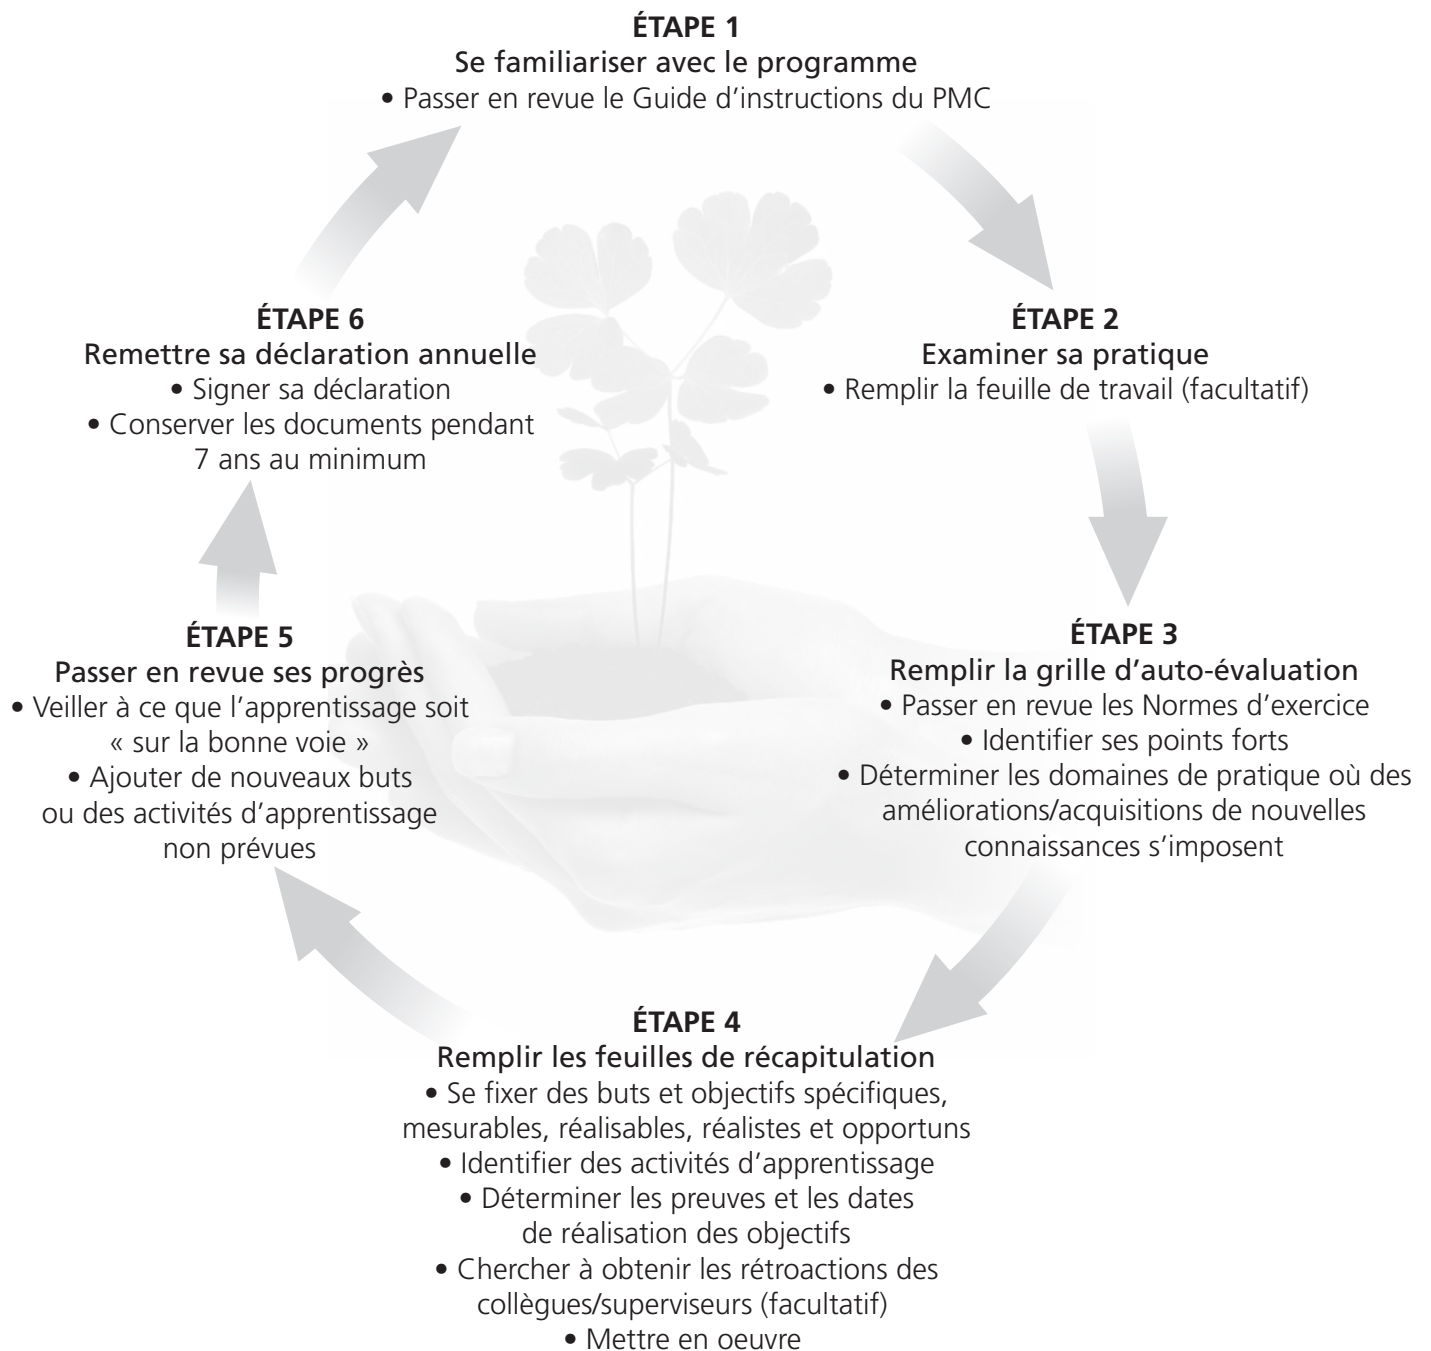 ÉTAPE 1
Se familiariser avec le programme
• Passer en revue le Guide d’instructions du PMC
ÉTAPE 2
Examiner sa pratique
• Remplir la feuille de travail (facultatif)
ÉTAPE 3
Remplir la grille d’auto-évaluation
• Passer en revue les Normes d’exercice
• Identifier ses points forts
• Déterminer les domaines de pratique où des
améliorations/acquisitions de nouvelles
connaissances s’imposent
ÉTAPE 4
Remplir les feuilles de récapitulation
• Se fixer des buts et objectifs spécifiques,
mesurables, réalisables, réalistes et opportuns
• Identifier des activités d’apprentissage
• Déterminer les preuves et les dates
de réalisation des objectifs
• Chercher à obtenir les rétroactions des
collègues/superviseurs (facultatif)
• Mettre en oeuvre
ÉTAPE 5
Passer en revue ses progrès
• Veiller à ce que l’apprentissage soit
« sur la bonne voie »
• Ajouter de nouveaux buts
ou des activités d’apprentissage
non prévues
ÉTAPE 6
Remettre sa déclaration annuelle
• Signer sa déclaration
• Conserver les documents pendant
7 ans au minimum